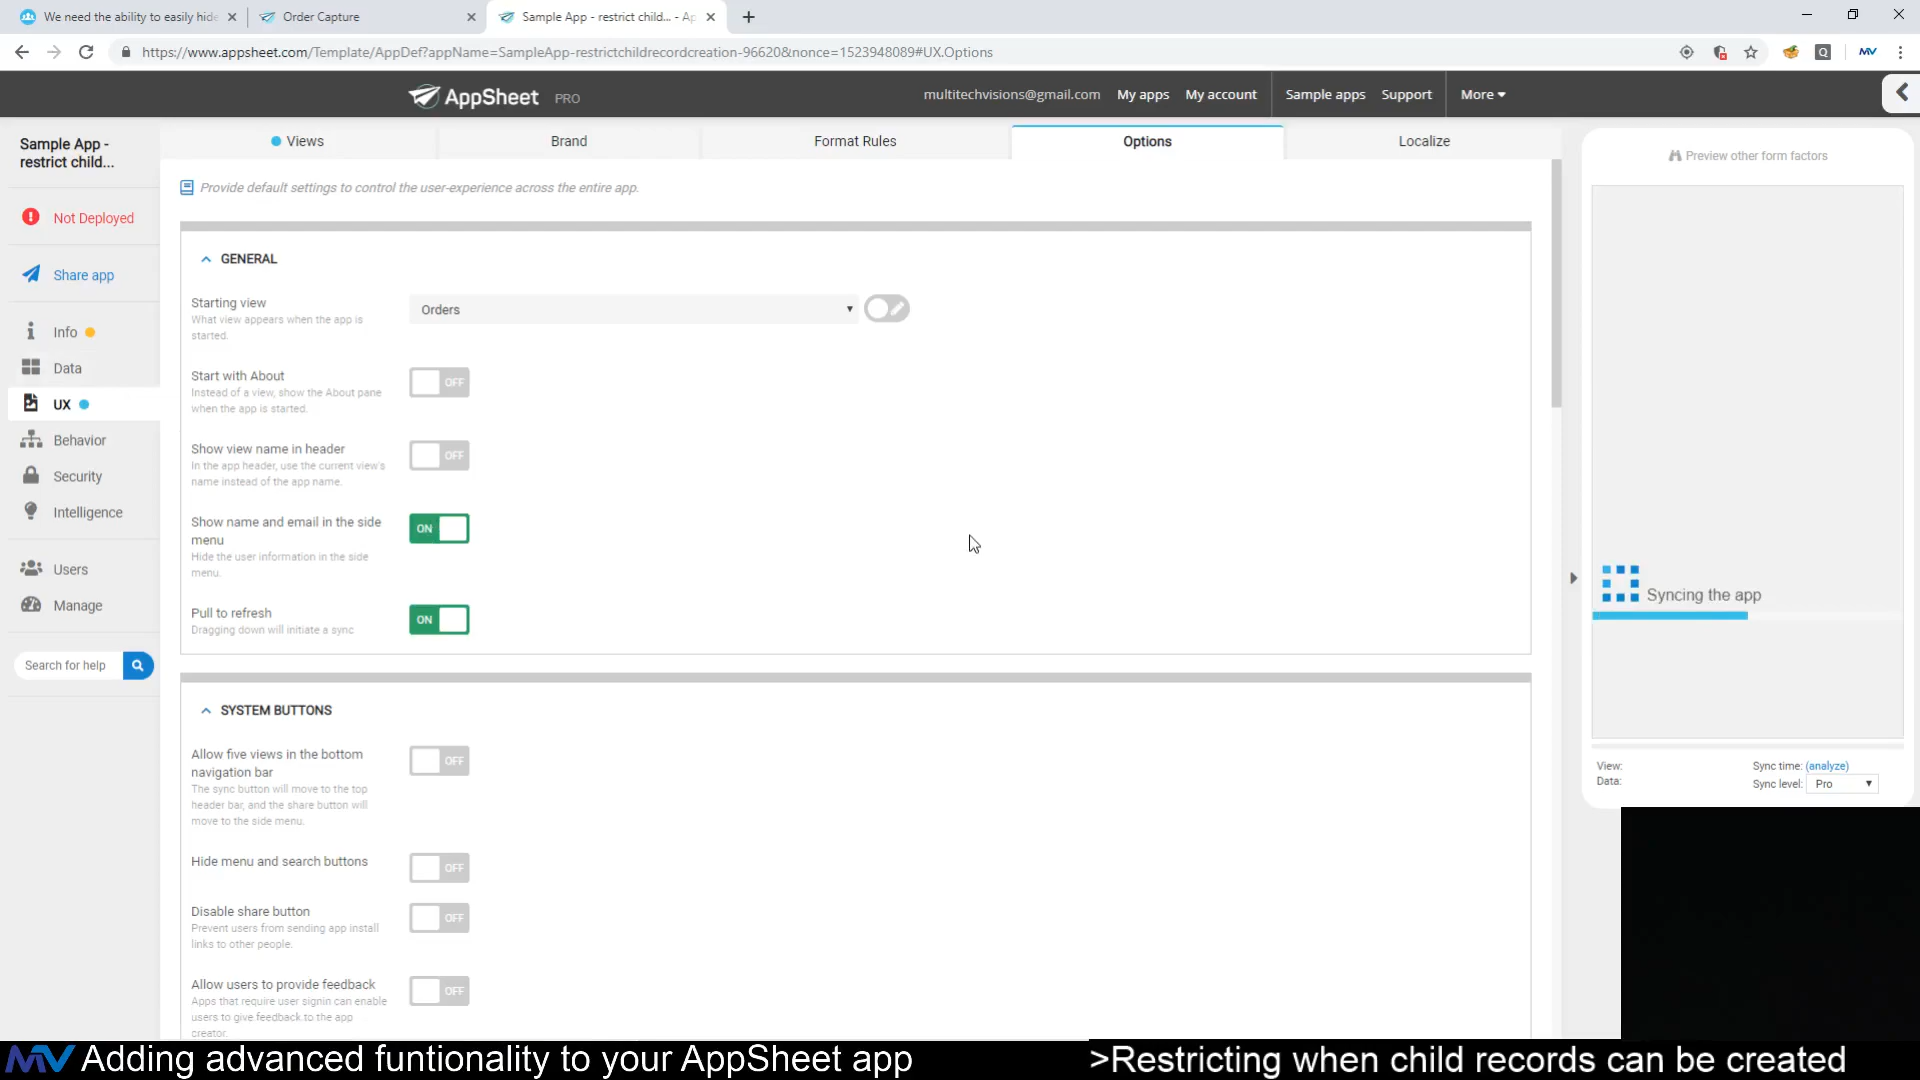 We need the ability to easily hide
Order Capture
Sample App - restrict child... - Ap
https://www.appsheet.com/Template/AppDef?appName=SampleApp-restrictchildrecordcreation-96620&nonce=1523948089#UX.Options
AppSheet PRO
multitechvisions@gmail.com My apps My account Sample apps Support More
Sample App -
restrict child...
Not Deployed
Share app
Info
Data
UX
Behavior
Security
Intelligence
Users
Manage
Search for help
Views Brand Format Rules Options Localize
Provide default settings to control the user-experience across the entire app.
GENERAL
Starting view
What view appears when the app is
started.
Orders
Start with About
Instead of a view, show the About pane
when the app is started.
OFF
Show view name in header
In the app header, use the current view's
name instead of the app name.
OFF
Show name and email in the side
menu
Hide the user information in the side
menu.
ON
Pull to refresh
Dragging down will initiate a sync
ON
SYSTEM BUTTONS
Allow five views in the bottom
navigation bar
The sync button will move to the top
header bar, and the share button will
move to the side menu.
OFF
Hide menu and search buttons
OFF
Disable share button
Prevent users from sending app install
links to other people.
OFF
Allow users to provide feedback
Apps that require user signin can enable
users to give feedback to the app
creator.
OFF
Preview other form factors
Syncing the app
View:
Data:
Sync time: (analyze)
Sync level: Pro
MV Adding advanced funtionality to your AppSheet app
>Restricting when child records can be created